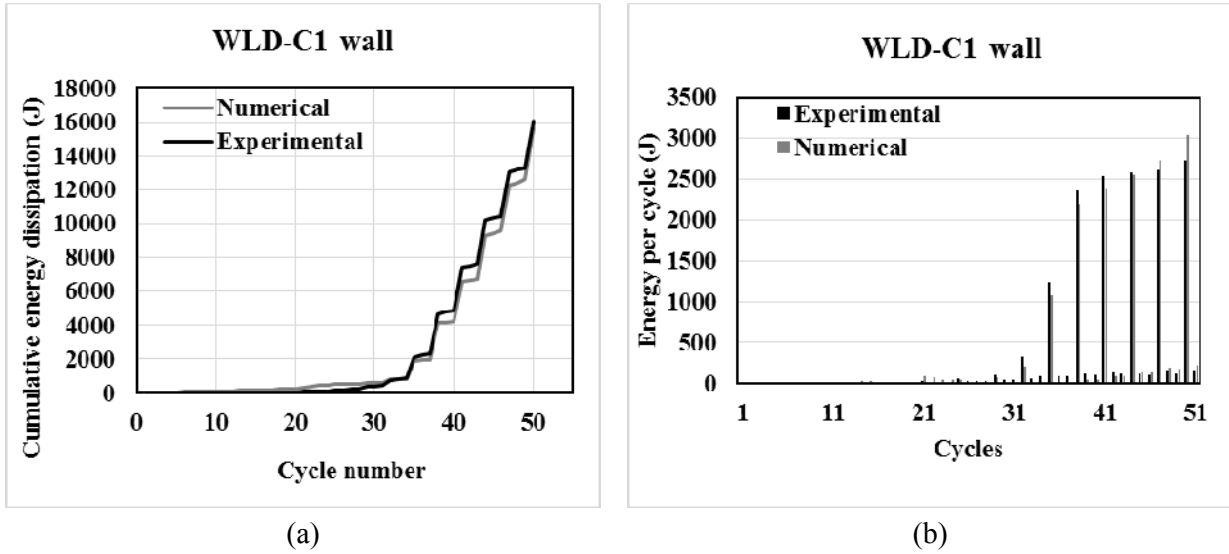 WLD-C1 wall
Cumulative energy dissipation (J)
18000
16000
14000
12000
10000
8000
6000
4000
2000
0
Numerical
Experimental
0 10 20 30 40 50
Cycle number
(a)
WLD-C1 wall
Energy per cycle (J)
3500
3000
2500
2000
1500
1000
500
0
Experimental
Numerical
1 11 21 31 41 51
Cycles
(b)